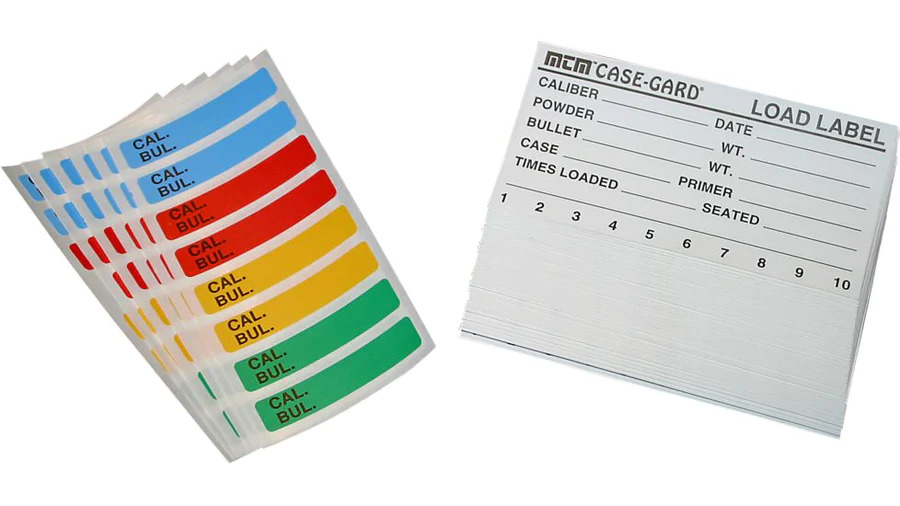 CAL.
BUL.
CAL.
BUL.
CAL.
BUL.
CAL.
BUL.
CAL.
BUL.
CAL.
BUL.
CAL.
BUL.
CAL.
BUL.
MTM™ CASE-GARD® LOAD LABEL
CALIBER DATE
POWDER WT.
BULLET WT.
CASE PRIMER
TIMES LOADED SEATED
1 2 3 4 5 6 7 8 9 10